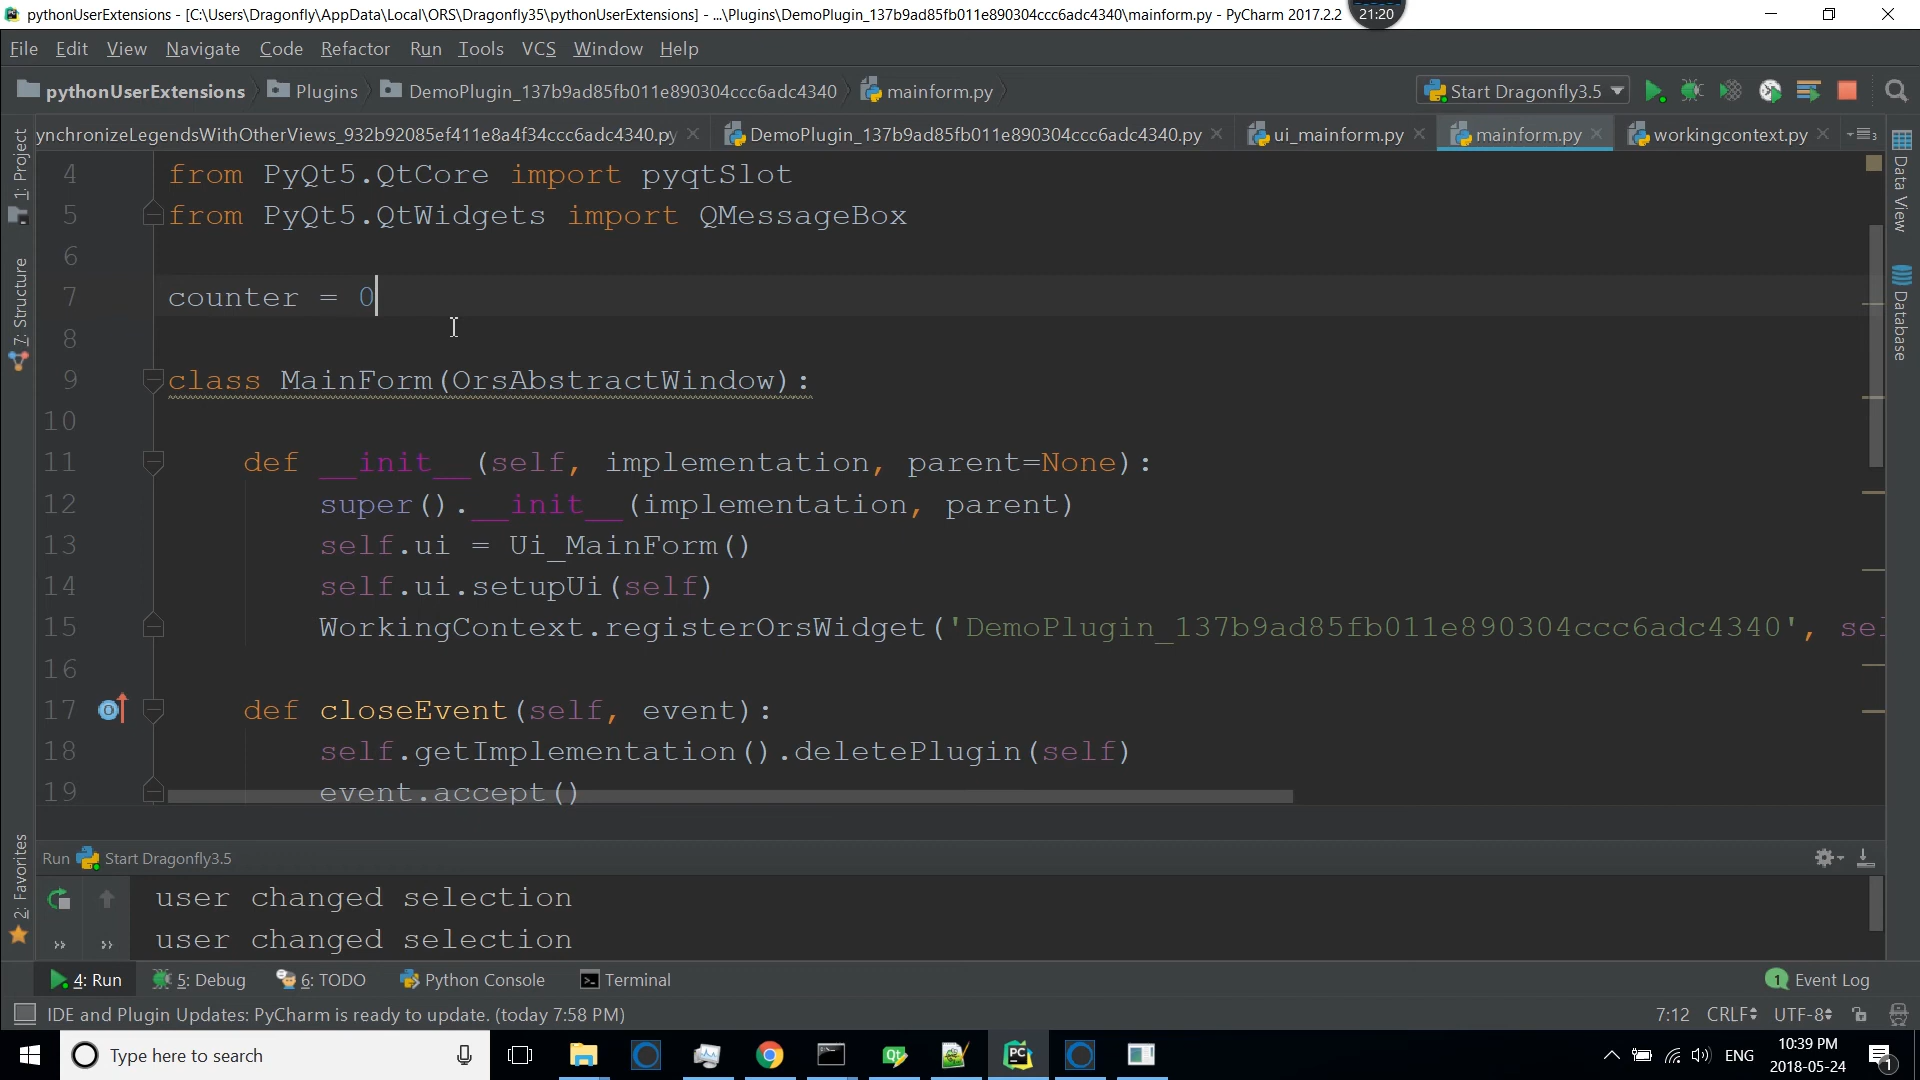 pythonUserExtensions - [C:\Users\Dragonfly\AppData\Local\ORS\Dragonfly35\pythonUserExtensions] - ...\Plugins\DemoPlugin_137b9ad85fb011e890304ccc6adc4340\mainform.py - PyCharm 2017.2.2
21:20
File Edit View Navigate Code Refactor Run Tools VCS Window Help
pythonUserExtensions Plugins DemoPlugin_137b9ad85fb011e890304ccc6adc4340 mainform.py
Start Dragonfly3.5
ynchronizeLegendsWithOtherViews_932b92085ef411e8a4f34ccc6adc4340.py DemoPlugin_137b9ad85fb011e890304ccc6adc4340.py ui_mainform.py mainform.py workingcontext.py
1: Project
7: Structure
2: Favorites
Data View
Database
4 from PyQt5.QtCore import pyqtSlot
5 from PyQt5.QtWidgets import QMessageBox
6
7 counter = 0
8
9 class MainForm(OrsAbstractWindow):
10
11 def __init__(self, implementation, parent=None):
12 super().__init__(implementation, parent)
13 self.ui = Ui_MainForm()
14 self.ui.setupUi(self)
15 WorkingContext.registerOrsWidget('DemoPlugin_137b9ad85fb011e890304ccc6adc4340', sel
16
17 def closeEvent(self, event):
18 self.getImplementation().deletePlugin(self)
19 event.accept()
Run Start Dragonfly3.5
user changed selection
user changed selection
4: Run 5: Debug 6: TODO Python Console Terminal
1 Event Log
IDE and Plugin Updates: PyCharm is ready to update. (today 7:58 PM)
7:12 CRLF UTF-8
Type here to search
ENG
10:39 PM
2018-05-24
1